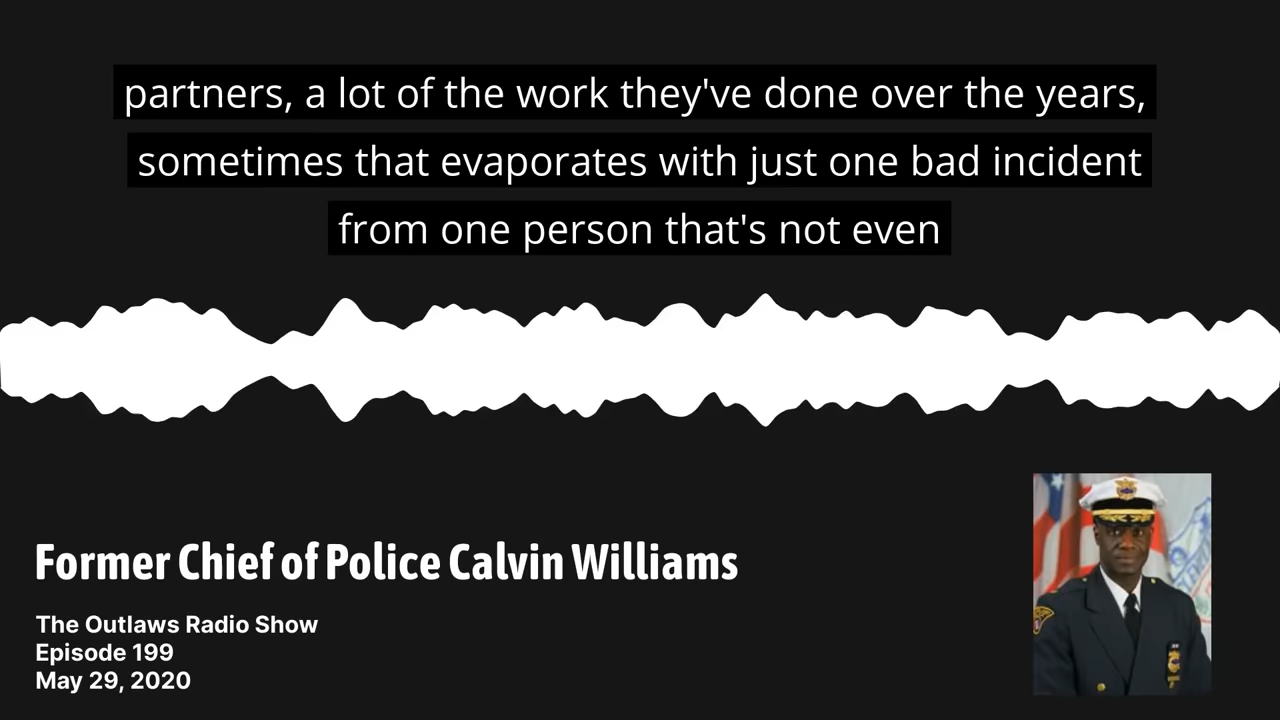 partners, a lot of the work they've done over the years,
sometimes that evaporates with just one bad incident
from one person that's not even
Former Chief of Police Calvin Williams
The Outlaws Radio Show
Episode 199
May 29, 2020